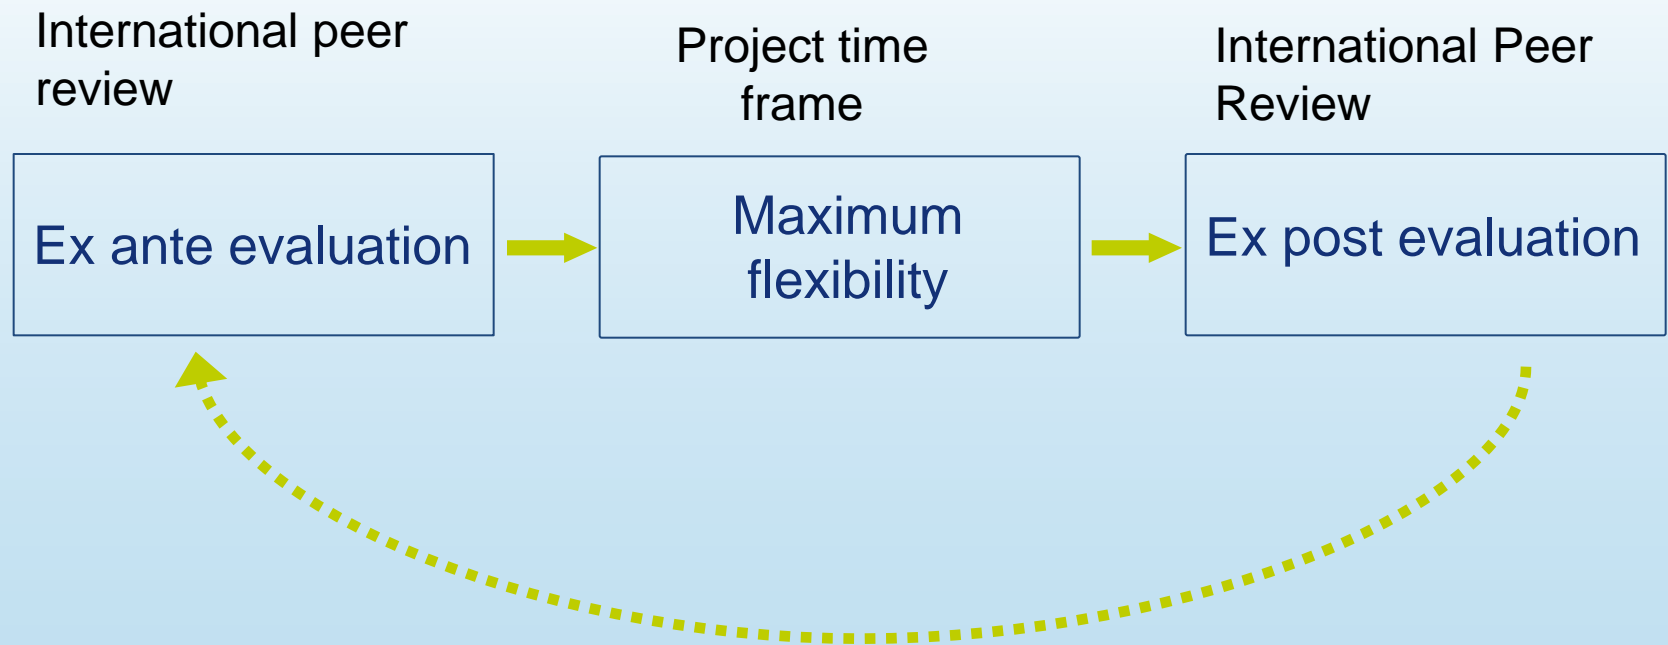 International peer
review
Project time
frame
International Peer
Review
Ex ante evaluation
Maximum
flexibility
Ex post evaluation